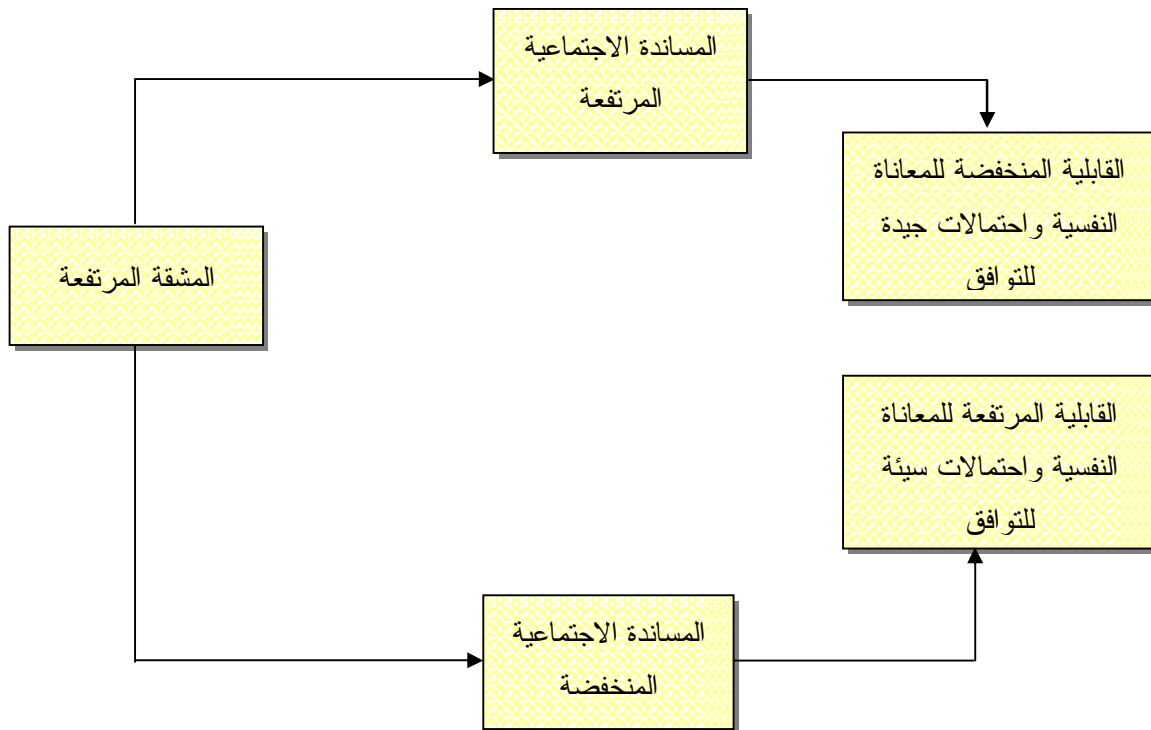 المساندة الاجتماعية
المرتفعة
القابلية المنخفضة للمعاناة
النفسية واحتمالات جيدة
للتوافق
المشقة المرتفعة
القابلية المرتفعة للمعاناة
النفسية واحتمالات سيئة
للتوافق
المساندة الاجتماعية
المنخفضة